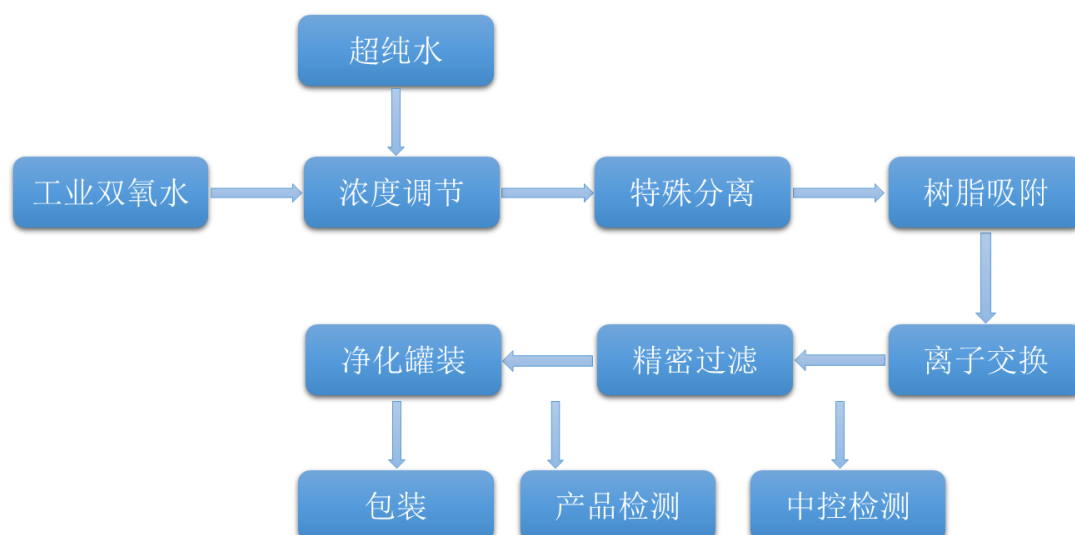 超纯水
工业双氧水
浓度调节
特殊分离
树脂吸附
净化罐装
精密过滤
离子交换
包装
产品检测
中控检测